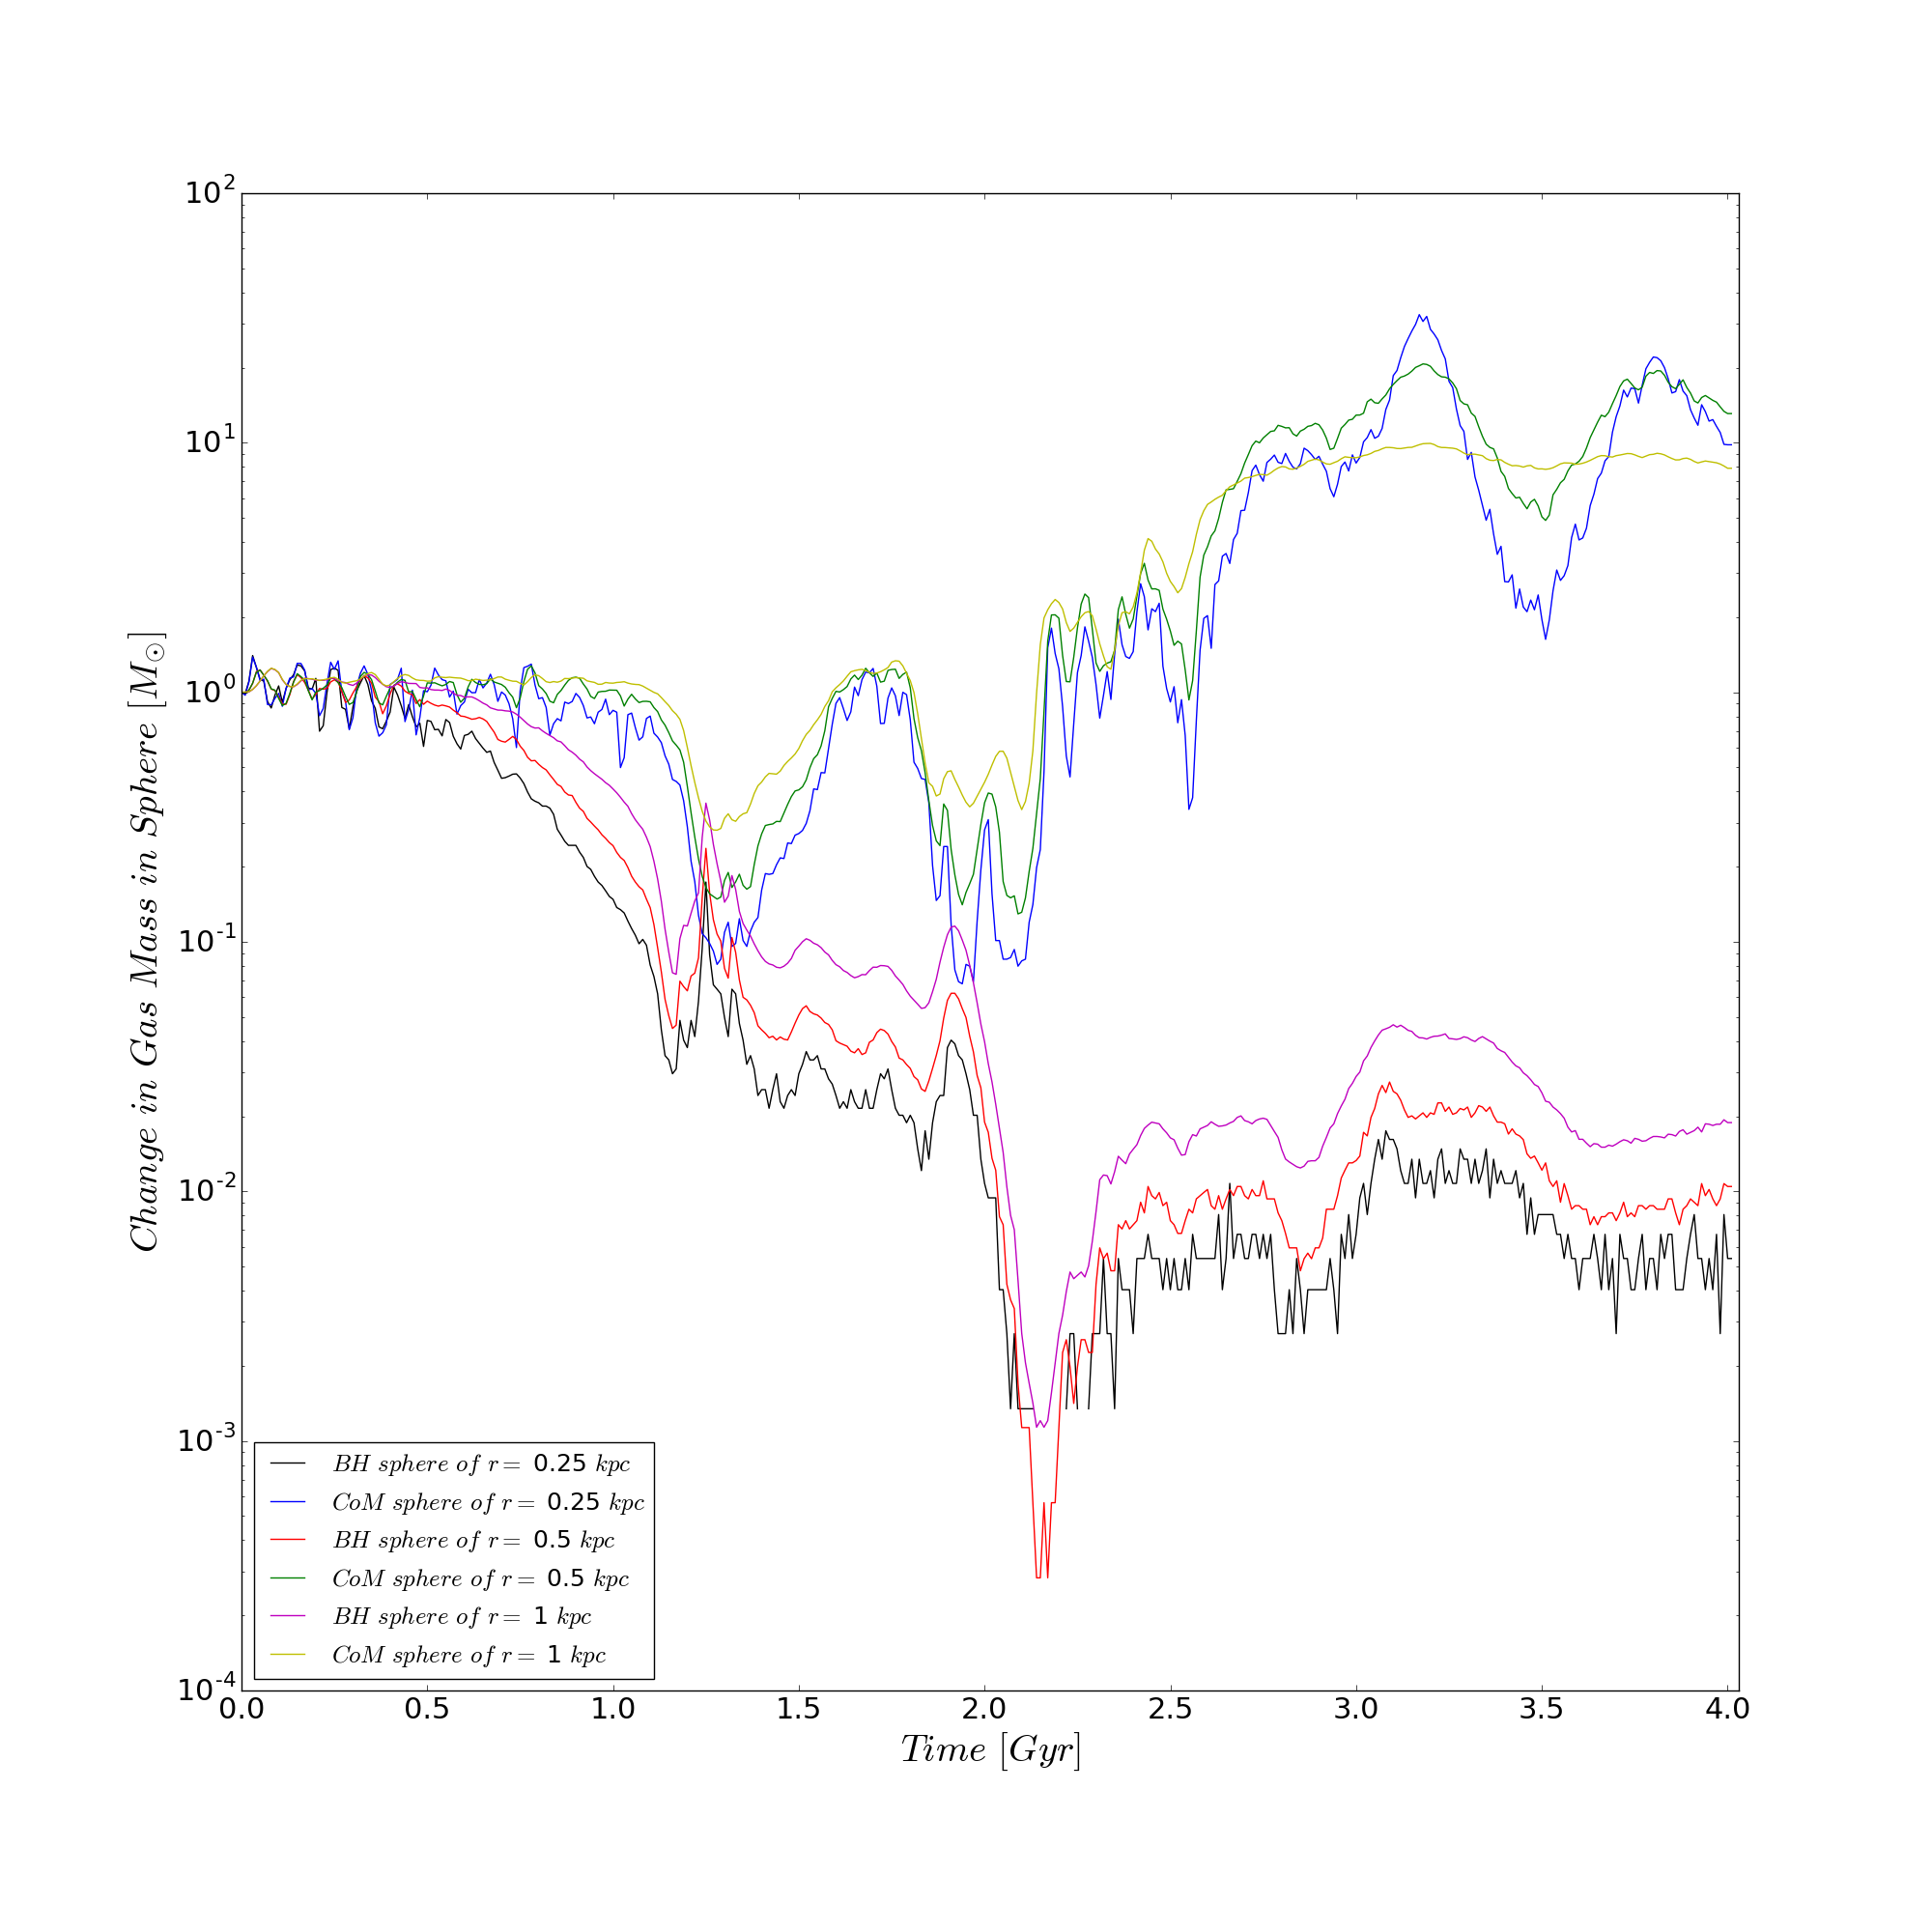 Change in Gas Mass in Sphere [M☉]
10^2
10^1
10^0
10^-1
10^-2
10^-3
10^-4
BH sphere of r = 0.25 kpc
CoM sphere of r = 0.25 kpc
BH sphere of r = 0.5 kpc
CoM sphere of r = 0.5 kpc
BH sphere of r = 1 kpc
CoM sphere of r = 1 kpc
0.0 0.5 1.0 1.5 2.0 2.5 3.0 3.5 4.0
Time [Gyr]